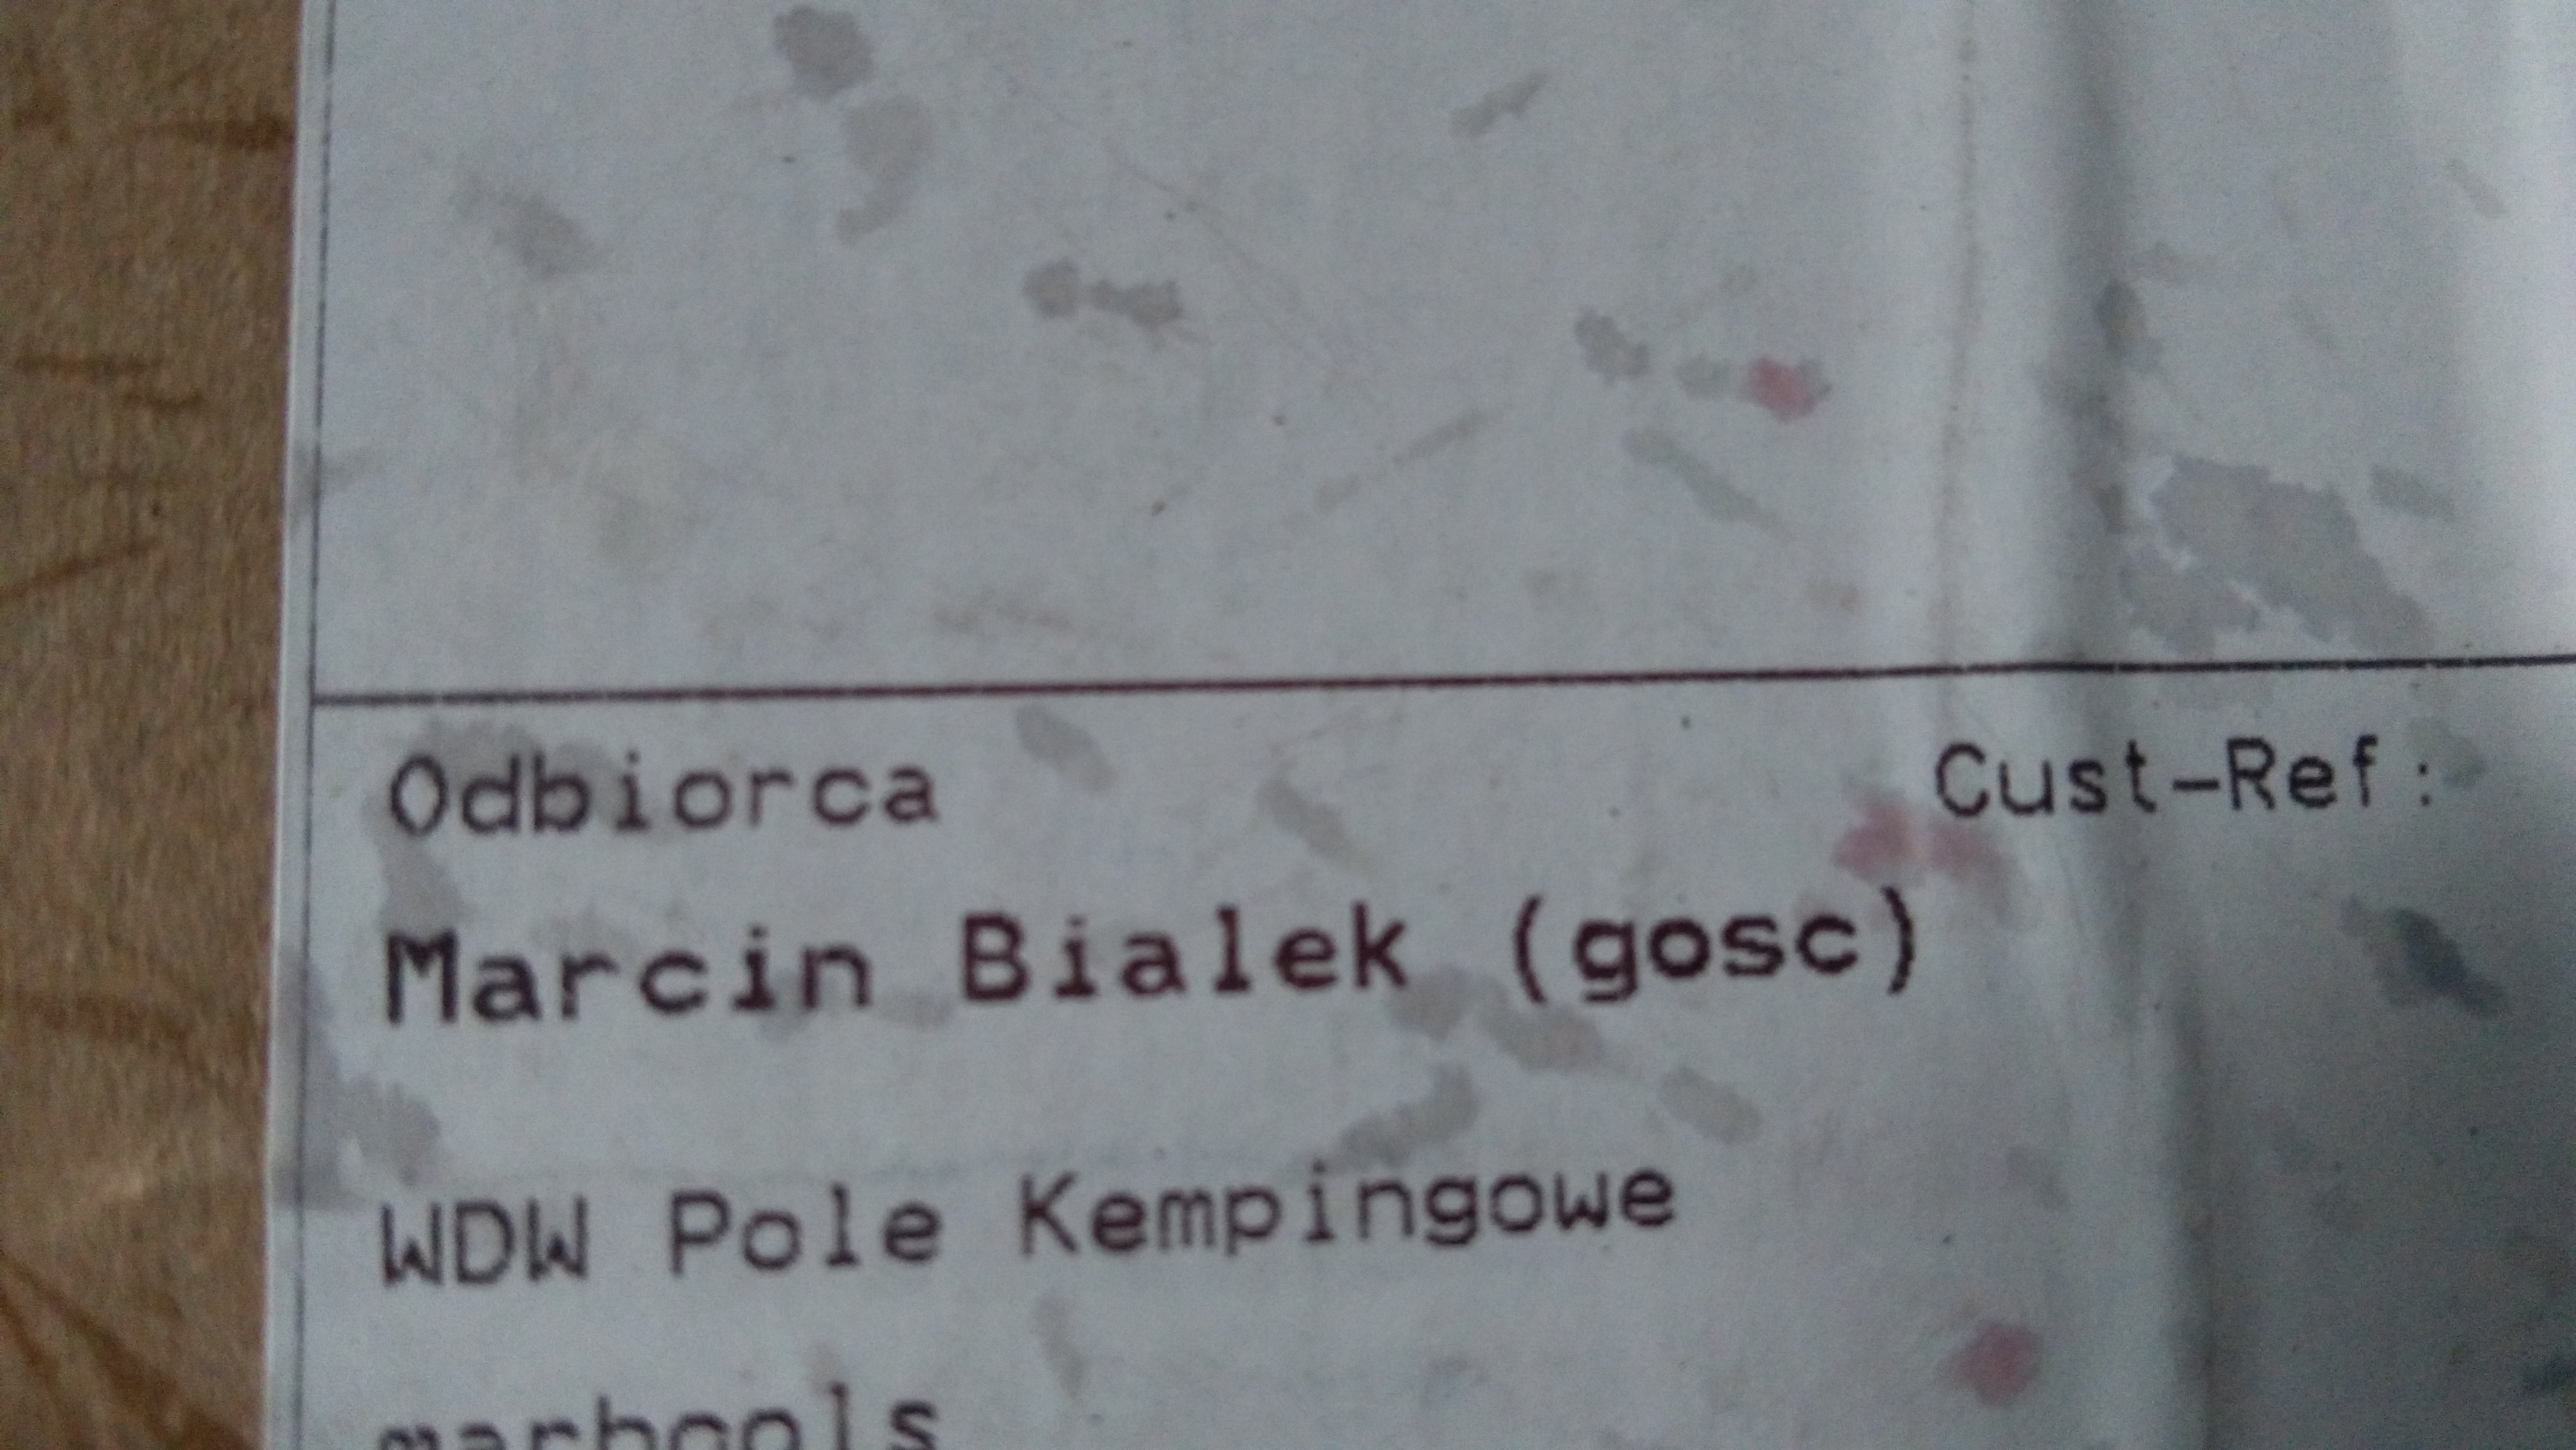 Odbiorca Cust-Ref:
Marcin Bialek (gosc)
WDW Pole Kempingowe